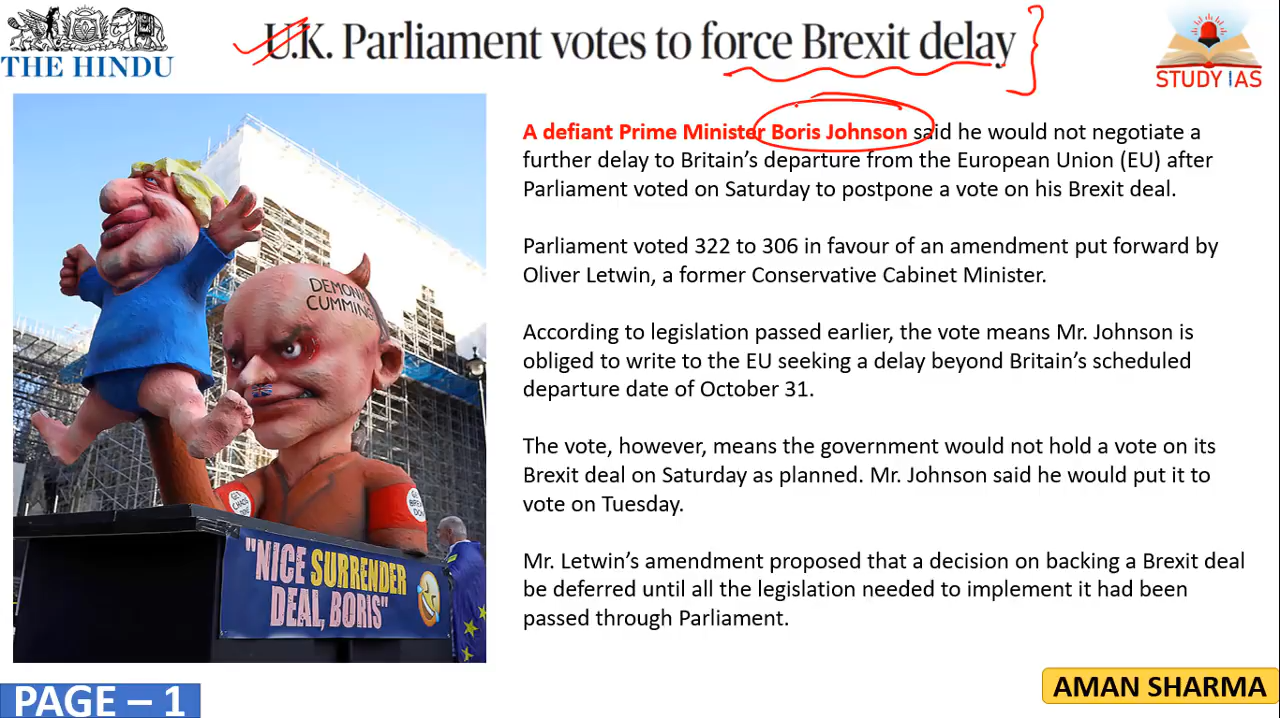 THE HINDU
U.K. Parliament votes to force Brexit delay
STUDY IAS
A defiant Prime Minister Boris Johnson said he would not negotiate a
further delay to Britain's departure from the European Union (EU) after
Parliament voted on Saturday to postpone a vote on his Brexit deal.
Parliament voted 322 to 306 in favour of an amendment put forward by
Oliver Letwin, a former Conservative Cabinet Minister.
According to legislation passed earlier, the vote means Mr. Johnson is
obliged to write to the EU seeking a delay beyond Britain's scheduled
departure date of October 31.
The vote, however, means the government would not hold a vote on its
Brexit deal on Saturday as planned. Mr. Johnson said he would put it to
vote on Tuesday.
Mr. Letwin's amendment proposed that a decision on backing a Brexit deal
be deferred until all the legislation needed to implement it had been
passed through Parliament.
DEMONIC
CUMMINGS
GET
"NICE SURRENDER
DEAL, BORIS"
PAGE – 1
AMAN SHARMA